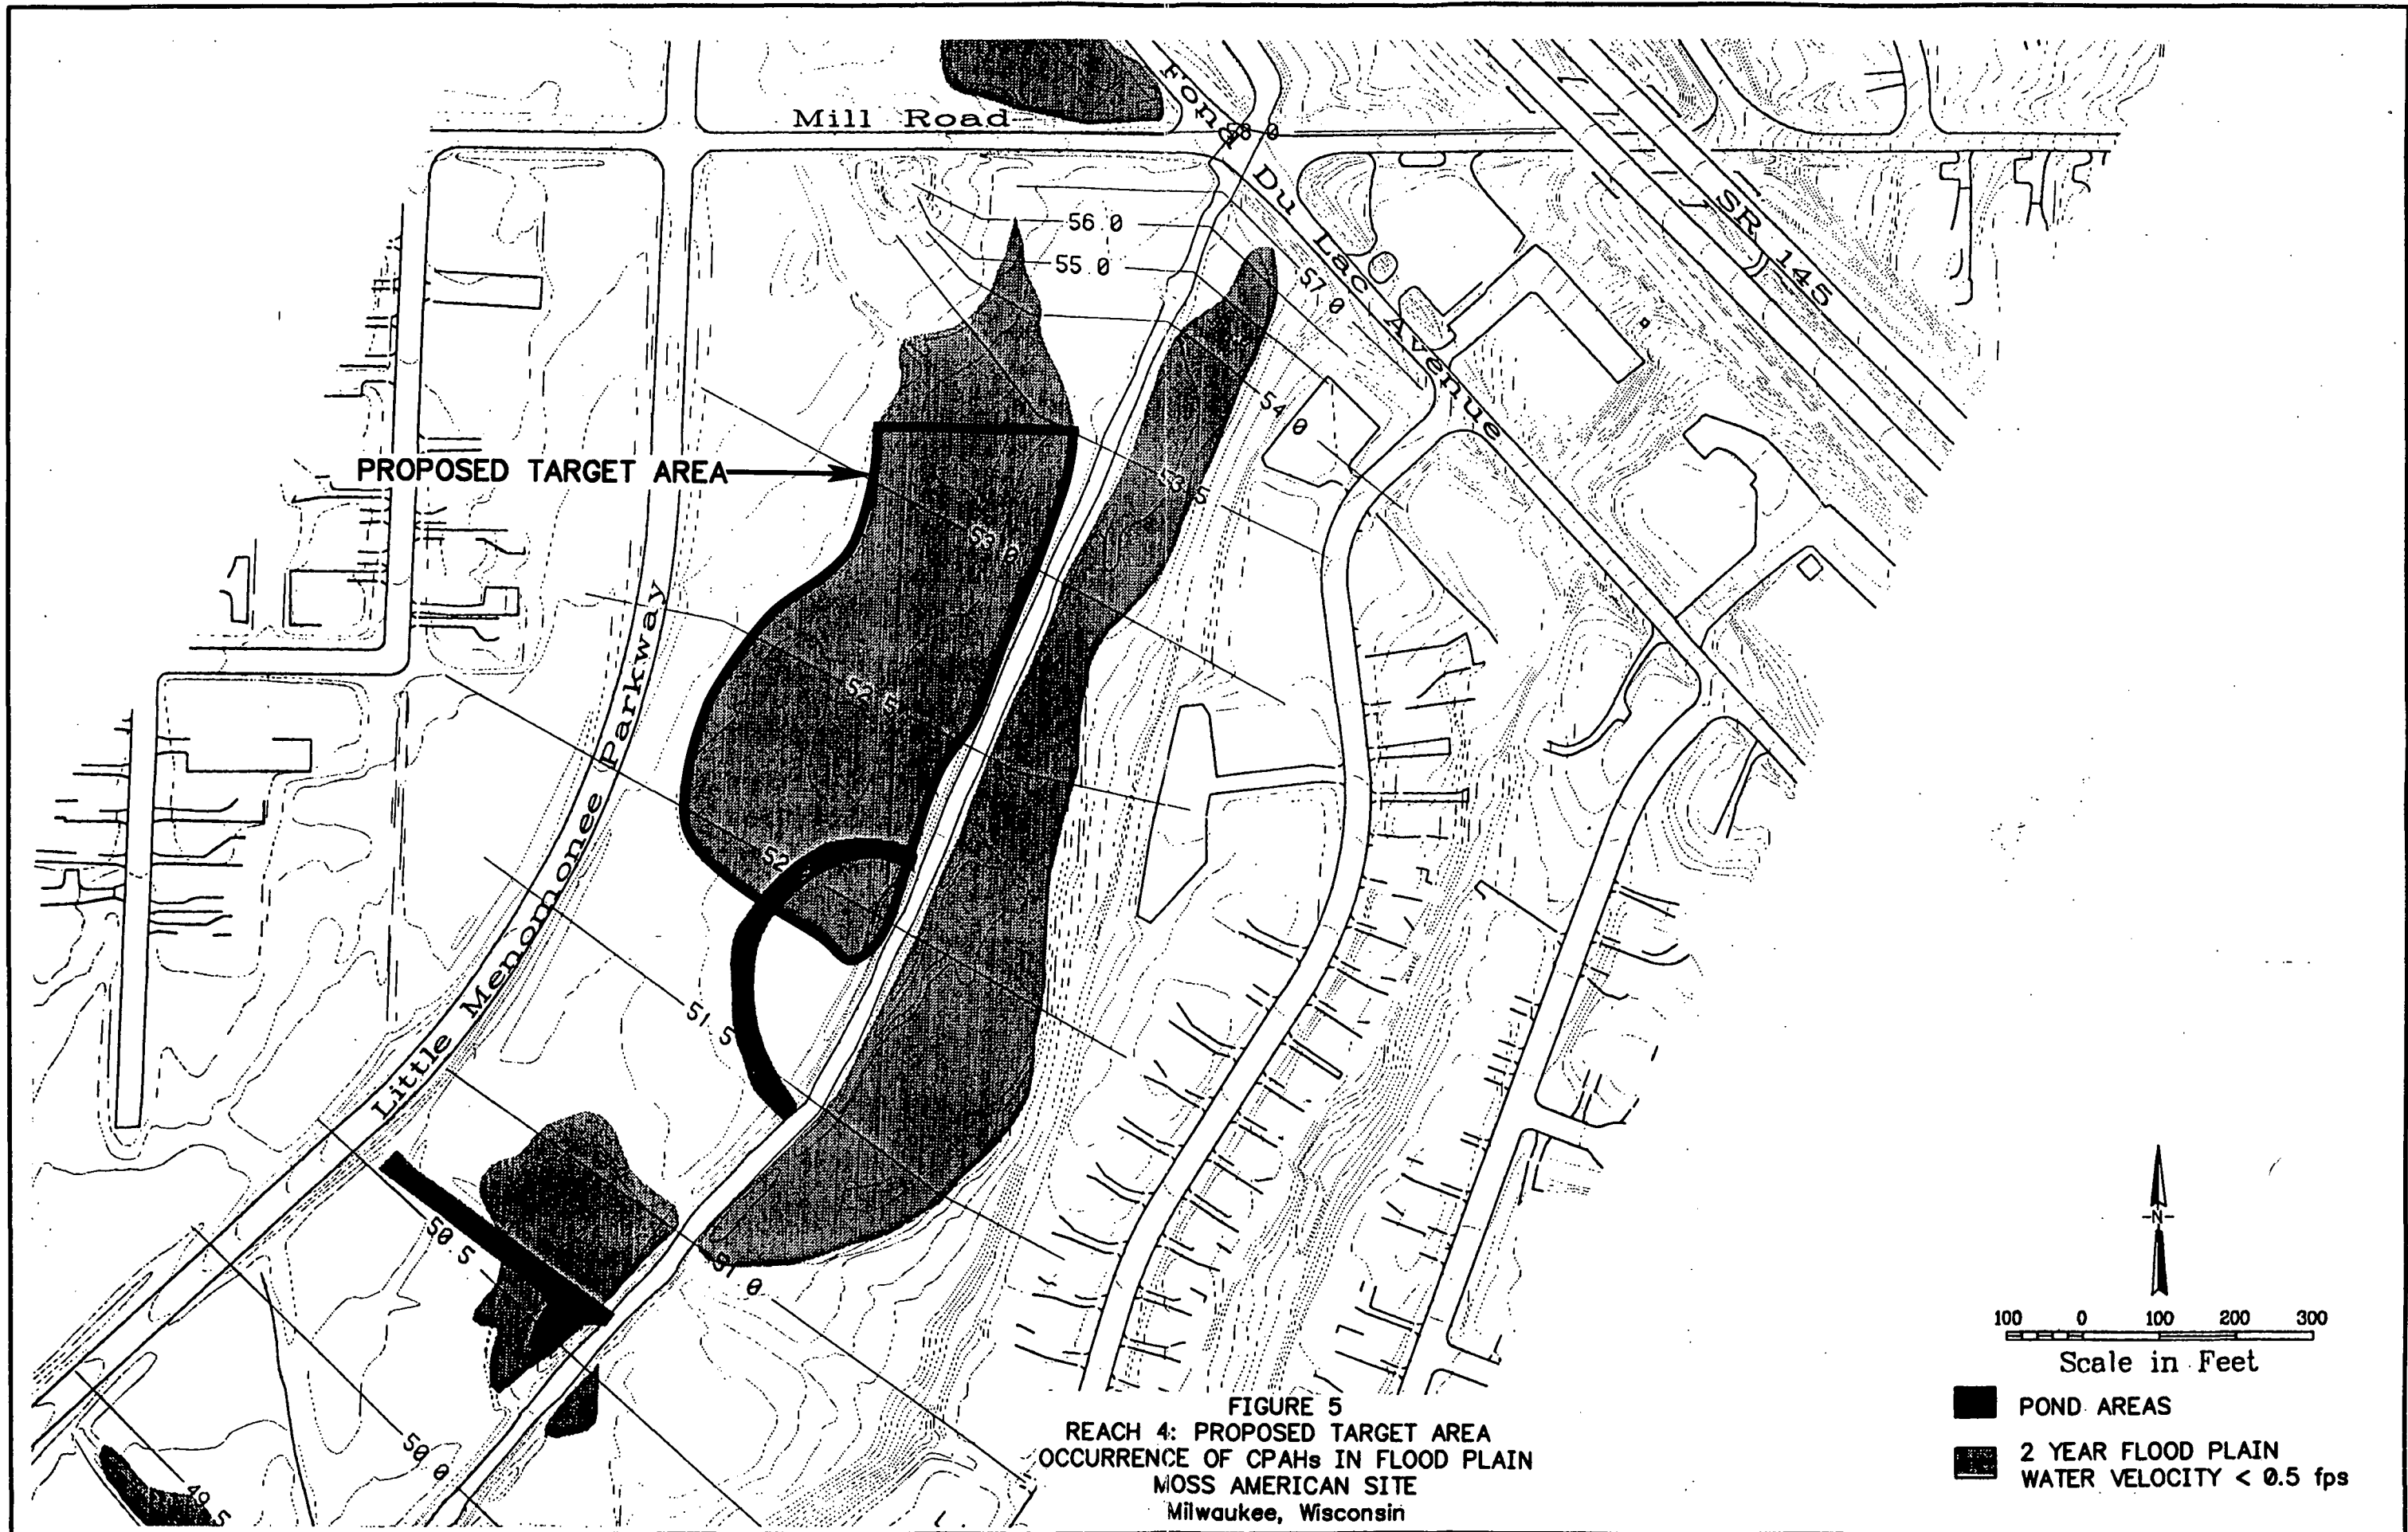 Mill Road
Fond Du Lac Avenue
SR 145
58.0
56.0
55.0
57.0
54.0
PROPOSED TARGET AREA
53.5
53.0
Little Menomonee Parkway
52.5
52
51.5
50.5
51.0
50.0
49.5
-N-
100 0 100 200 300
Scale in Feet
POND AREAS
2 YEAR FLOOD PLAIN
WATER VELOCITY < 0.5 fps
FIGURE 5
REACH 4: PROPOSED TARGET AREA
OCCURRENCE OF CPAHs IN FLOOD PLAIN
MOSS AMERICAN SITE
Milwaukee, Wisconsin